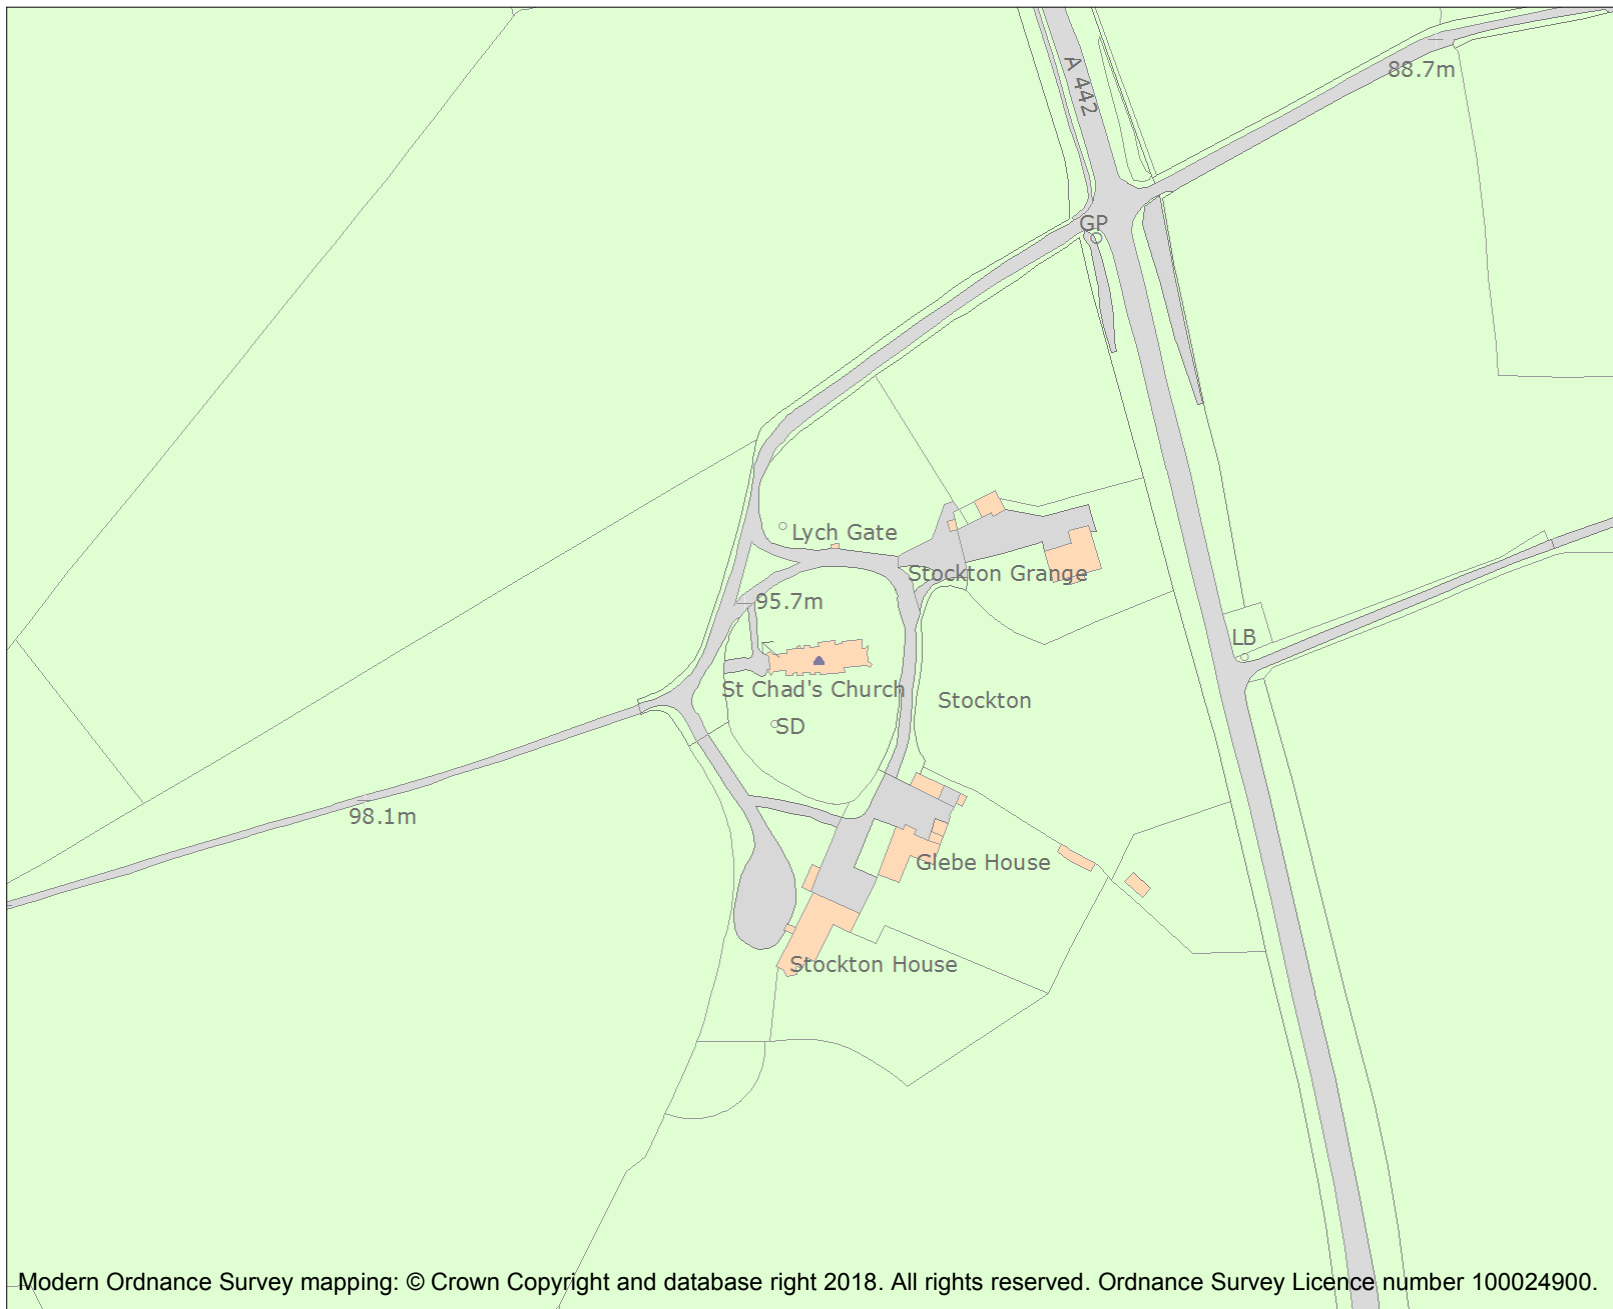 A 442
88.7m
GP
Lych Gate
Stockton Grange
95.7m
LB
St Chad's Church
Stockton
SD
98.1m
Glebe House
Stockton House
Modern Ordnance Survey mapping: © Crown Copyright and database right 2018. All rights reserved. Ordnance Survey Licence number 100024900.